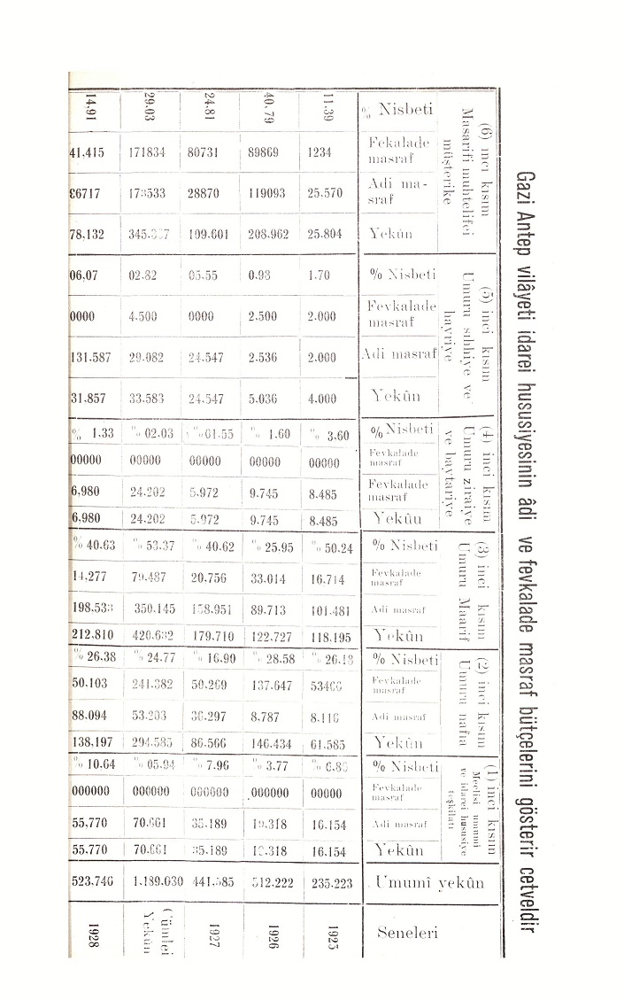 Gazi Antep vilâyeti idarei hususiyesinin âdi ve fevkalade masraf bütçelerini gösterir cetveldir
14.91 29.03 24.81 40.79 11.39 % Nisbeti
(6) inci kısım
Masarifi muhtelifei
müşterike
41.415 171834 80731 89869 1234 Fekalade
masraf
36717 173533 28870 119093 25.570 Adi ma-
sraf
78.132 109.601 208.962 25.804 Yekûn
06.07 02.82 05.55 0.93 1.70 % Nisbeti
(5) inci kısım
Umuru sıhhiye ve
hayriye
0000 4.500 0000 2.500 2.000 Fevkalade
masraf
131.587 29.082 24.547 2.536 2.000 Adi masraf
31.857 33.583 24.547 5.036 4.000 Yekûn
% 1.33 % 02.03 % 01.55 % 1.60 % 3.60 % Nisbeti
(4) inci kısım
Umuru ziraiye
ve baytariye
00000 00000 00000 00000 00000 Fevkalade
masraf
6.980 24.202 5.972 9.745 8.485 Fevkalade
masraf
6.980 24.202 5.972 9.745 8.485 Yekûn
% 40.63 % 53.37 % 40.62 % 25.95 % 50.24 % Nisbeti
(3) inci kısım
Umuru Maarif
14.277 79.487 20.756 33.014 16.714 Fevkalade
masraf
198.533 350.145 158.951 89.713 101.481 Adi masraf
212.810 420.632 179.710 122.727 118.195 Yekûn
% 26.38 % 24.77 % 16.90 % 28.58 % 26.18 % Nisbeti
(2) inci kısım
Umuru nafia
50.103 241.382 50.269 137.647 53466 Fevkalade
masraf
88.094 53.203 36.297 8.787 8.116 Adi masraf
138.197 294.585 86.566 146.434 61.585 Yekûn
% 10.64 % 05.94 % 7.96 % 3.77 % Nisbeti
(1) inci kısım
Meclisi umumi
ve idarei hususiye
teşkilatı
000000 000000 000000 000000 00000 Fevkalade
masraf
55.770 70.661 35.189 19.318 16.154 Adi masraf
55.770 70.661 35.189 19.318 16.154 Yekûn
523.746 1.189.030 441.585 512.222 235.223 Umumî yekûn
1928 Cümlei
Yekûn 1927 1926 1925 Seneleri